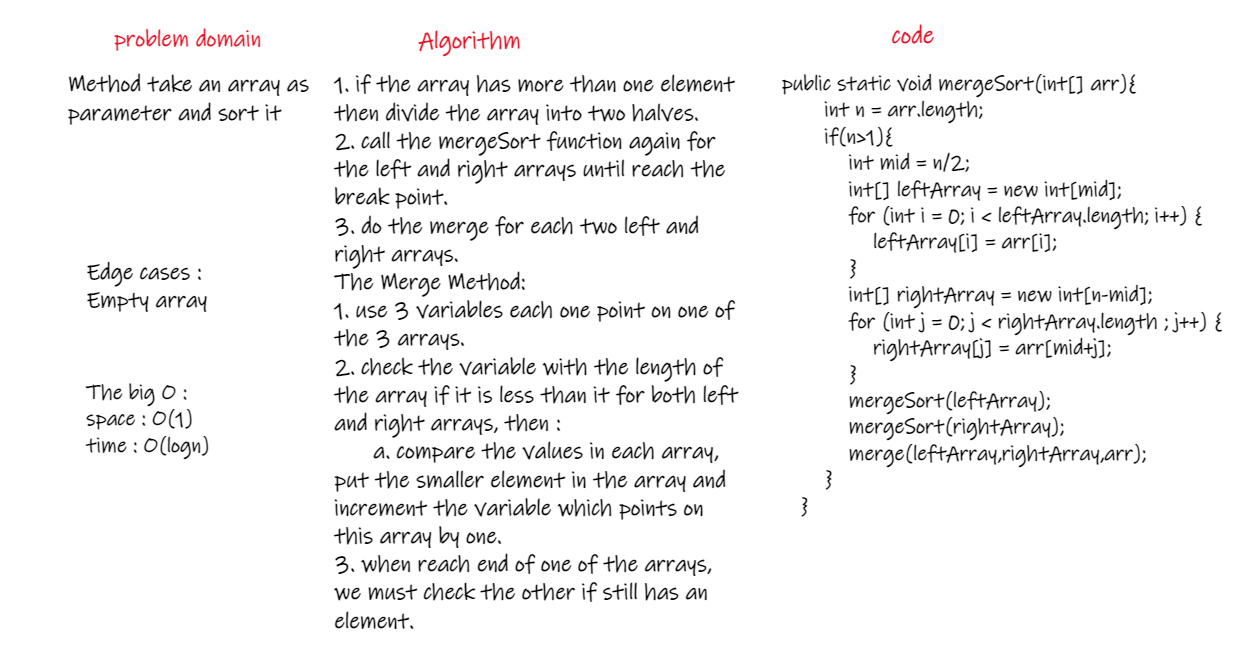 problem domain
Method take an array as
parameter and sort it
Edge cases :
Empty array
The big O :
space : O(1)
time : O(logn)
Algorithm
1. if the array has more than one element
then divide the array into two halves.
2. call the mergeSort function again for
the left and right arrays until reach the
break point.
3. do the merge for each two left and
right arrays.
The Merge Method:
1. use 3 variables each one point on one of
the 3 arrays.
2. check the variable with the length of
the array if it is less than it for both left
and right arrays, then :
a. compare the values in each array,
put the smaller element in the array and
increment the variable which points on
this array by one.
3. when reach end of one of the arrays,
we must check the other if still has an
element.
code
public static void mergeSort(int[] arr){
int n = arr.length;
if(n>1){
int mid = n/2;
int[] leftArray = new int[mid];
for (int i = 0; i < leftArray.length; i++) {
leftArray[i] = arr[i];
}
int[] rightArray = new int[n-mid];
for (int j = 0; j < rightArray.length ; j++) {
rightArray[j] = arr[mid+j];
}
mergeSort(leftArray);
mergeSort(rightArray);
merge(leftArray,rightArray,arr);
}
}